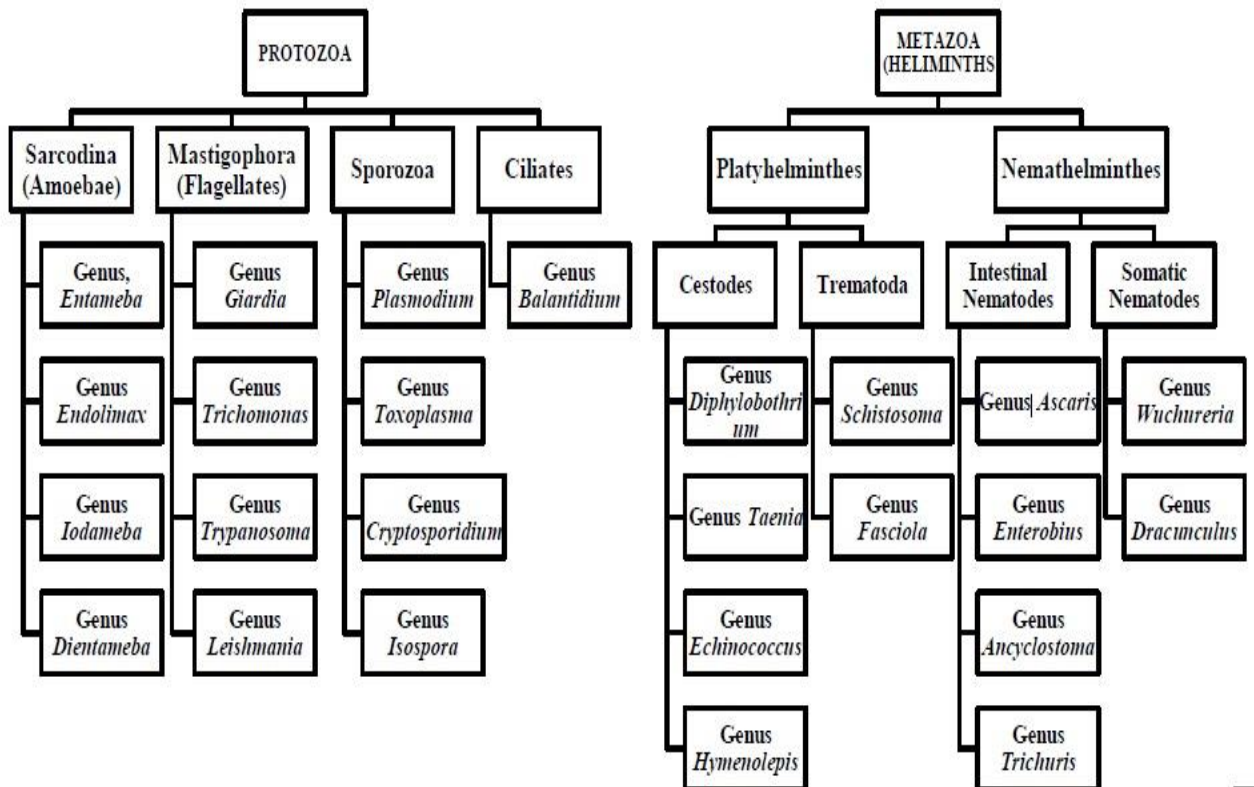 PROTOZOA
Sarcodina
(Amoebae)
Genus,
Entameba
Genus
Endolimax
Genus
Iodameba
Genus
Dientameba
Mastigophora
(Flagellates)
Genus
Giardia
Genus
Trichomonas
Genus
Trypanosoma
Genus
Leishmania
Sporozoa
Genus
Plasmodium
Genus
Toxoplasma
Genus
Cryptosporidium
Genus
Isospora
Ciliates
Genus
Balantidium
METAZOA
(HELIMINTHS
Platyhelminthes
Cestodes
Genus
Diphylobothri
um
Genus Taenia
Genus
Echinococcus
Genus
Hymenolepis
Trematoda
Genus
Schistosoma
Genus
Fasciola
Nemathelminthes
Intestinal
Nematodes
Genus Ascaris
Genus
Enterobius
Genus
Ancyclostoma
Genus
Trichuris
Somatic
Nematodes
Genus
Wuchureria
Genus
Dracunculus